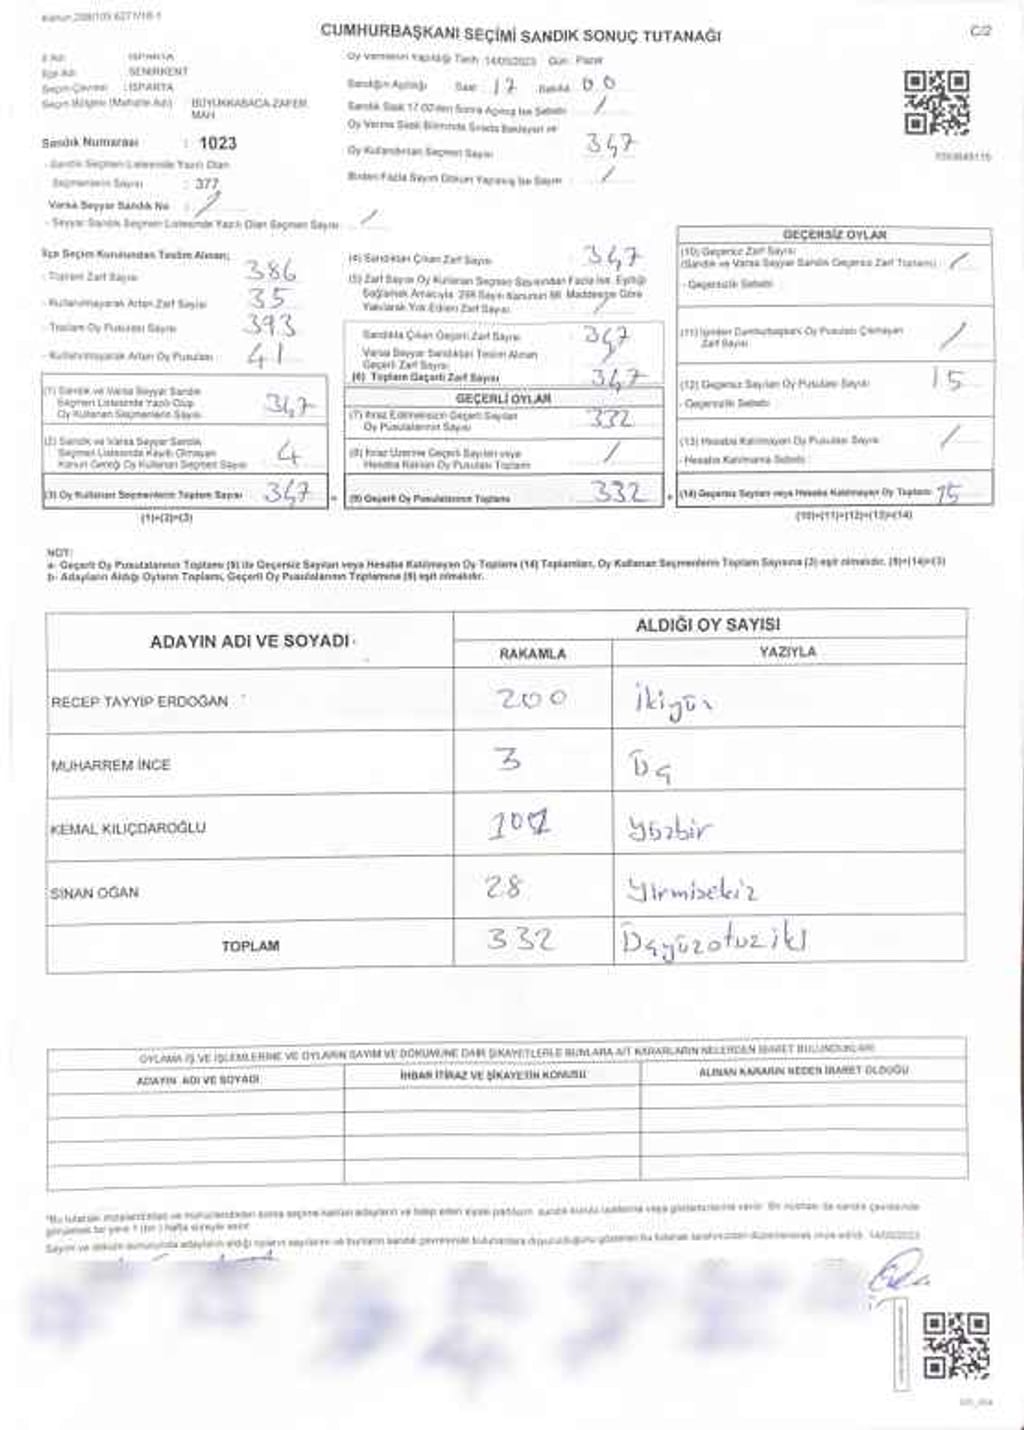 CUMHURBAŞKANI SEÇİMİ SANDIK SONUÇ TUTANAĞI
C/2
İli Adı : ISPARTA
İlçe Adı : SENİRKENT
Seçim Çevresi : ISPARTA
Seçim Bölgesi (Mahalle Adı) : BÜYÜKKABACA-ZAFER MAH
Sandık Numarası : 1023
- Sandık Seçmen Listesinde Yazılı Olan
Seçmenlerin Sayısı : 377
Varsa Seyyar Sandık No : /
- Seyyar Sandık Seçmen Listesinde Yazılı Olan Seçmen Sayısı : /
Oy Vermenin Yapıldığı Tarih 14/05/2023 Gün : Pazar
Sandığın Açıldığı Saat : 17 Dakika 00
Sandık Saat 17.00'den Sonra Açılmış İse Sebebi : /
Oy Verme Saati Bitiminde Sırada Bekleyen ve
Oy Kullandırılan Seçmen Sayısı 347
Birden Fazla Sayım Döküm Yapılmış İse Sayım : /
İlçe Seçim Kurulundan Teslim Alınan;
- Toplam Zarf Sayısı 386
- Kullanılmayarak Artan Zarf Sayısı 35
- Toplam Oy Pusulası Sayısı 393
- Kullanılmayarak Artan Oy Pusulası 41
(1) Sandık ve Varsa Seyyar Sandık
Seçmen Listesinde Yazılı Olup
Oy Kullanan Seçmenlerin Sayısı 347
(2) Sandık ve Varsa Seyyar Sandık
Seçmen Listesinde Kayıtlı Olmayan
Kanun Gereği Oy Kullanan Seçmen Sayısı 4
(3) Oy Kullanan Seçmenlerin Toplam Sayısı 347
(1)+(2)=(3)
(4) Sandıktan Çıkan Zarf Sayısı 347
(5) Zarf Sayısı Oy Kullanan Seçmen Sayısından Fazla İse, Eşitliği
Sağlamak Amacıyla 298 Sayılı Kanunun 98. Maddesine Göre
Yakılarak Yok Edilen Zarf Sayısı /
Sandıkta Çıkan Geçerli Zarf Sayısı 347
Varsa Seyyar Sandıktan Teslim Alınan
Geçerli Zarf Sayısı /
(6) Toplam Geçerli Zarf Sayısı 347
GEÇERLİ OYLAR
(7) İtiraz Edilmeksizin Geçerli Sayılan
Oy Pusulalarının Sayısı 332
(8) İtiraz Üzerine Geçerli Sayılan veya
Hesaba Katılan Oy Pusulası Toplamı /
(9) Geçerli Oy Pusulalarının Toplamı 332
GEÇERSİZ OYLAR
(10) Geçersiz Zarf Sayısı
(Sandık ve Varsa Seyyar Sandık Geçersiz Zarf Toplamı) : /
- Geçersizlik Sebebi :
(11) İçinden Cumhurbaşkanı Oy Pusulası Çıkmayan
Zarf Sayısı /
(12) Geçersiz Sayılan Oy Pusulası Sayısı 15
- Geçersizlik Sebebi :
(13) Hesaba Katılmayan Oy Pusulası Sayısı /
- Hesaba Katılmama Sebebi :
(14) Geçersiz Sayılan veya Hesaba Katılmayan Oy Toplamı 15
(10)+(11)+(12)+(13)=(14)
NOT:
a- Geçerli Oy Pusulalarının Toplamı (9) ile Geçersiz Sayılan veya Hesaba Katılmayan Oy Toplamı (14) Toplamları, Oy Kullanan Seçmenlerin Toplam Sayısına (3) eşit olmalıdır. (9)+(14)=(3)
b- Adayların Aldığı Oyların Toplamı, Geçerli Oy Pusulalarının Toplamına (9) eşit olmalıdır.
ADAYIN ADI VE SOYADI
ALDIĞI OY SAYISI
RAKAMLA YAZIYLA
RECEP TAYYİP ERDOĞAN 200 İkiyüz
MUHARREM İNCE 3 Üç
KEMAL KILIÇDAROĞLU 101 Yüzbir
SİNAN OĞAN 28 Yirmisekiz
TOPLAM 332 Üçyüzotuziki
OYLAMA İŞ VE İŞLEMLERİNE VE OYLARIN SAYIM VE DÖKÜMÜNE DAİR ŞİKAYETLERLE BUNLARA AİT KARARLARIN NELERDEN İBARET BULUNDUKLARI
ADAYIN ADI VE SOYADI
İHBAR İTİRAZ VE ŞİKAYETİN KONUSU
ALINAN KARARIN NEDEN İBARET OLDUĞU